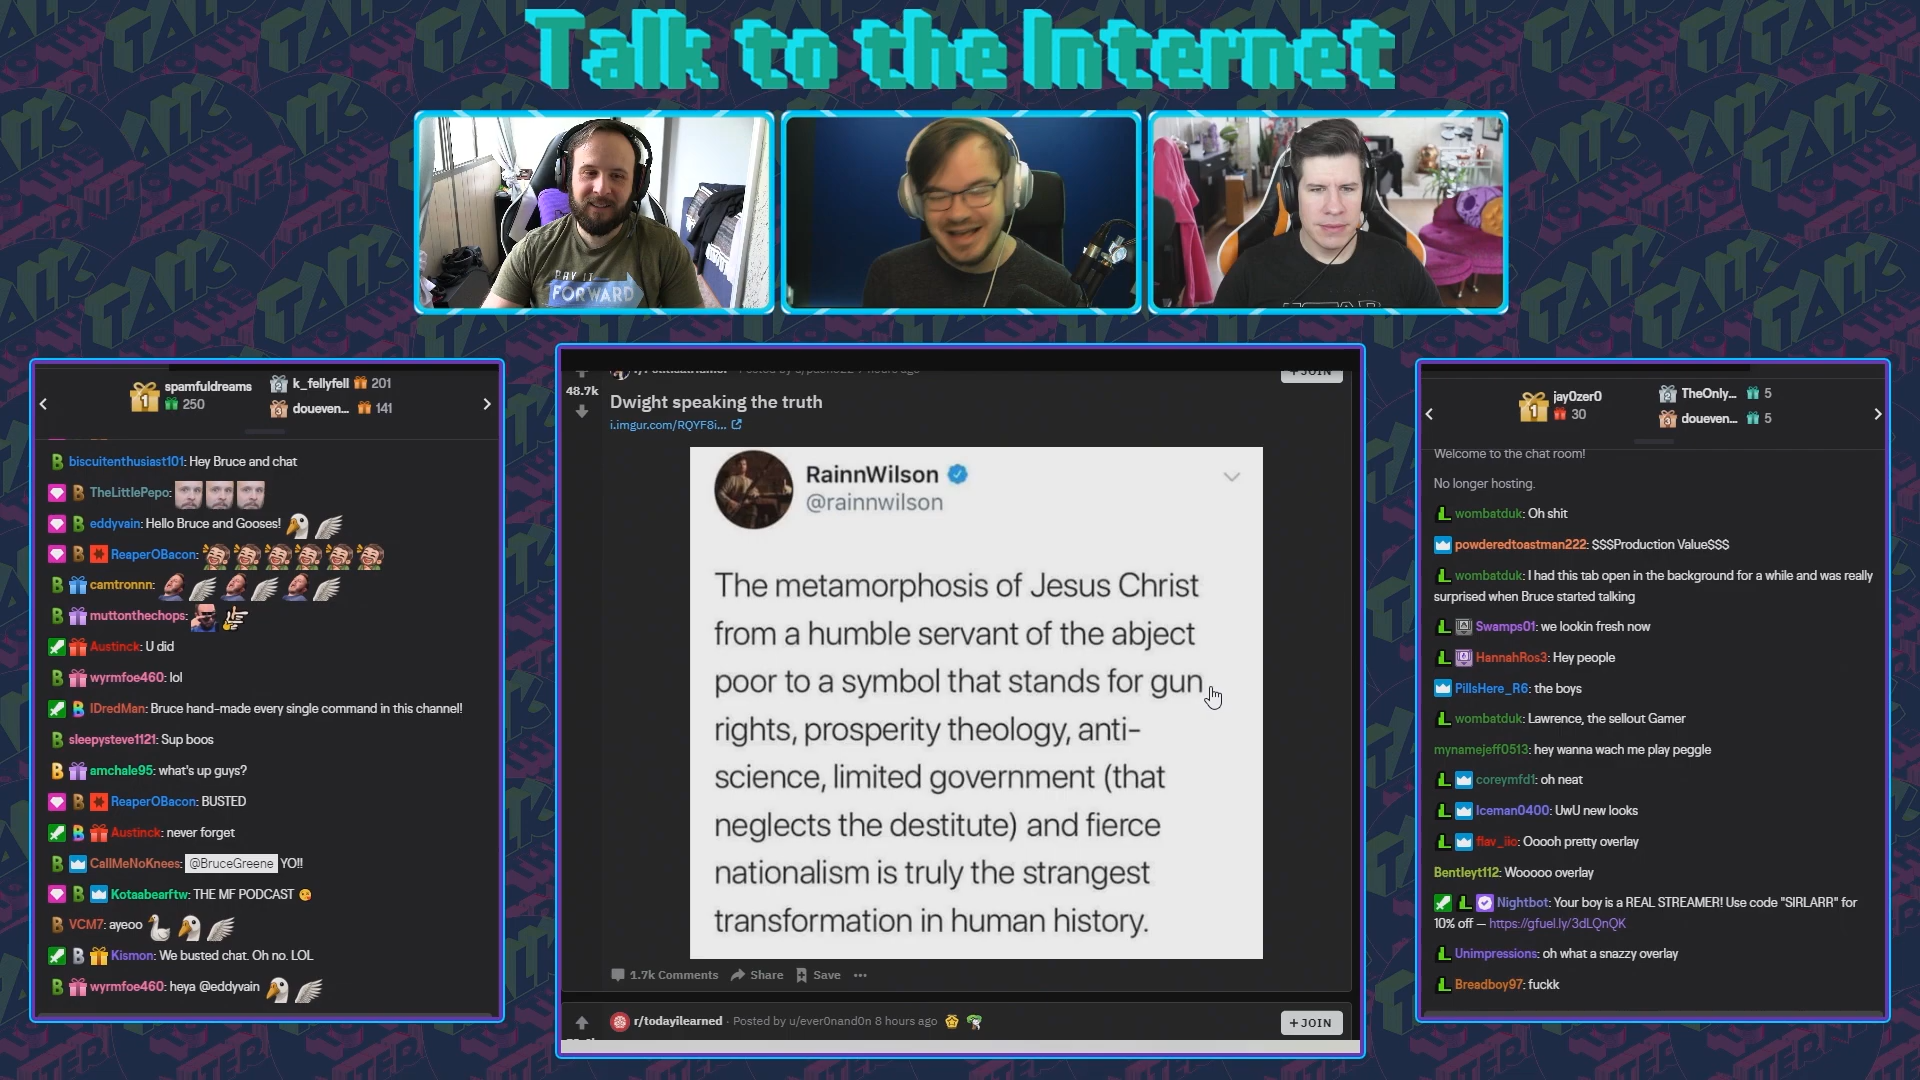 Talk to the Internet
PAY IT
FORWARD
spamfuldreams
250
k_fellyfell 201
doueven... 141
biscuitenthusiast101: Hey Bruce and chat
TheLittlePepo:
eddyvain: Hello Bruce and Gooses!
ReaperOBacon:
camtronnn:
muttonthechops:
Austinck: U did
wyrmfoe460: lol
IDredMan: Bruce hand-made every single command in this channel!
sleepysteve1121: Sup boos
amchale95: what's up guys?
ReaperOBacon: BUSTED
Austinck: never forget
CallMeNoKnees: @BruceGreene YO!!
Kotaabearftw: THE MF PODCAST
VCM7: ayeoo
Kismon: We busted chat. Oh no. LOL
wyrmfoe460: heya @eddyvain
+JOIN
48.7k
Dwight speaking the truth
i.imgur.com/RQYF8i...
RainnWilson
@rainnwilson
The metamorphosis of Jesus Christ
from a humble servant of the abject
poor to a symbol that stands for gun
rights, prosperity theology, anti-
science, limited government (that
neglects the destitute) and fierce
nationalism is truly the strangest
transformation in human history.
1.7k Comments Share Save ...
r/todayilearned · Posted by u/ever0nand0n 8 hours ago
+JOIN
jay0zer0
30
TheOnly... 5
doueven... 5
Welcome to the chat room!
No longer hosting.
wombatduk: Oh shit
powderedtoastman222: $$$Production Value$$$
wombatduk: I had this tab open in the background for a while and was really
surprised when Bruce started talking
Swamps01: we lookin fresh now
HannahRos3: Hey people
PillsHere_R6: the boys
wombatduk: Lawrence, the sellout Gamer
mynamejeff0513: hey wanna wach me play peggle
coreymfd1: oh neat
Iceman0400: UwU new looks
flav_iio: Ooooh pretty overlay
Bentleyt112: Wooooo overlay
Nightbot: Your boy is a REAL STREAMER! Use code "SIRLARR" for
10% off — https://gfuel.ly/3dLQnQK
Unimpressions: oh what a snazzy overlay
Breadboy97: fuckk